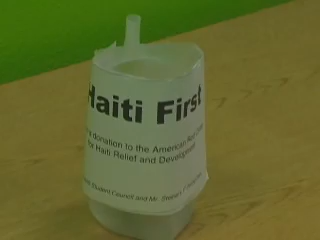 Haiti First
donation to the American Red
for Haiti Relief and Development
Student Council and Mr.